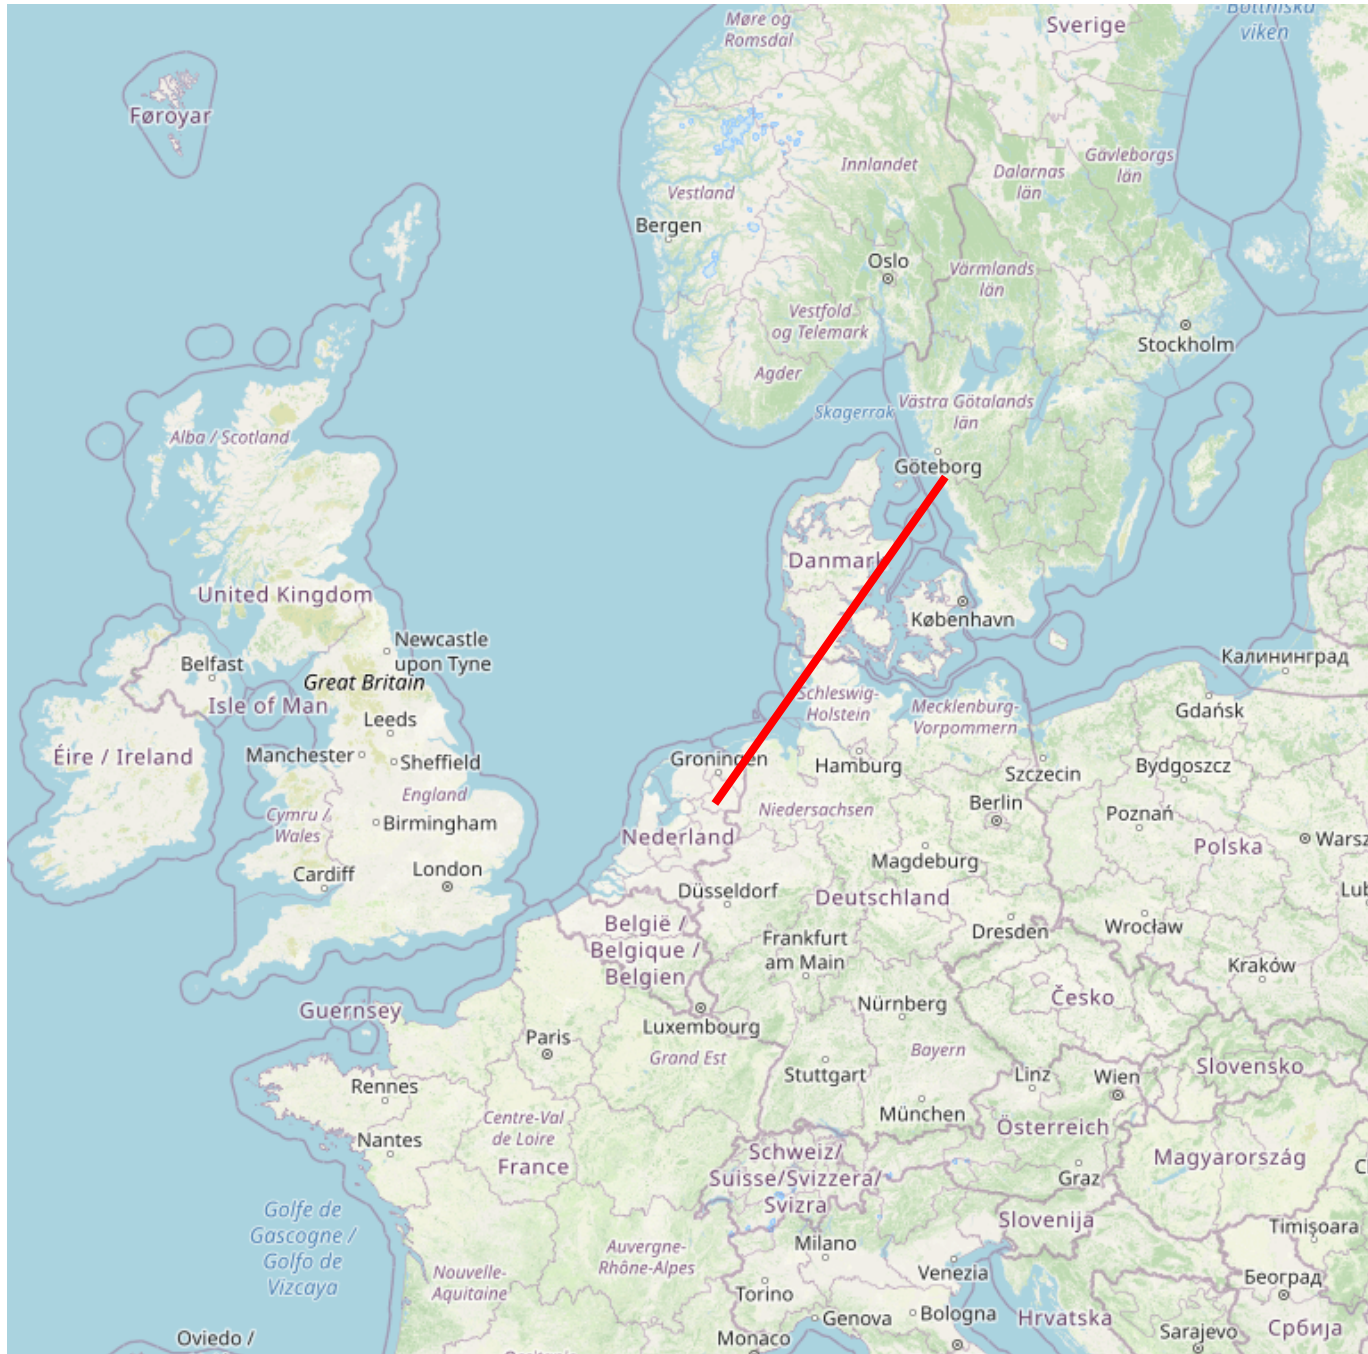 Møre og
Romsdal
Sverige
Bottniska
viken
Føroyar
Innlandet
Gävleborgs
län
Dalarnas
län
Vestland
Bergen
Oslo
Värmlands
län
Vestfold
og Telemark
Stockholm
Agder
Skagerrak
Västra Götalands
län
Alba / Scotland
Göteborg
Danmark
United Kingdom
København
Newcastle
upon Tyne
Belfast
Great Britain
Калининград
Isle of Man
Schleswig-
Holstein
Mecklenburg-
Vorpommern
Gdańsk
Leeds
Éire / Ireland
Manchester
Sheffield
Groningen
Hamburg
Szczecin
Bydgoszcz
England
Cymru /
Wales
Birmingham
Niedersachsen
Berlin
Poznań
Nederland
Polska
Warsz
Magdeburg
Cardiff
London
Düsseldorf
Deutschland
Lub
België /
Belgique /
Belgien
Frankfurt
am Main
Dresden
Wrocław
Kraków
Guernsey
Nürnberg
Česko
Luxembourg
Paris
Grand Est
Bayern
Slovensko
Rennes
Stuttgart
Linz
Wien
Centre-Val
de Loire
München
Österreich
Nantes
France
Schweiz/
Suisse/Svizzera/
Svizra
Graz
Magyarország
C
Golfe de
Gascogne /
Golfo de
Vizcaya
Slovenija
Timișoara
Auvergne-
Rhône-Alpes
Milano
Nouvelle-
Aquitaine
Venezia
Београд
Torino
Genova
Bologna
Hrvatska
Sarajevo
Србија
Oviedo /
Monaco